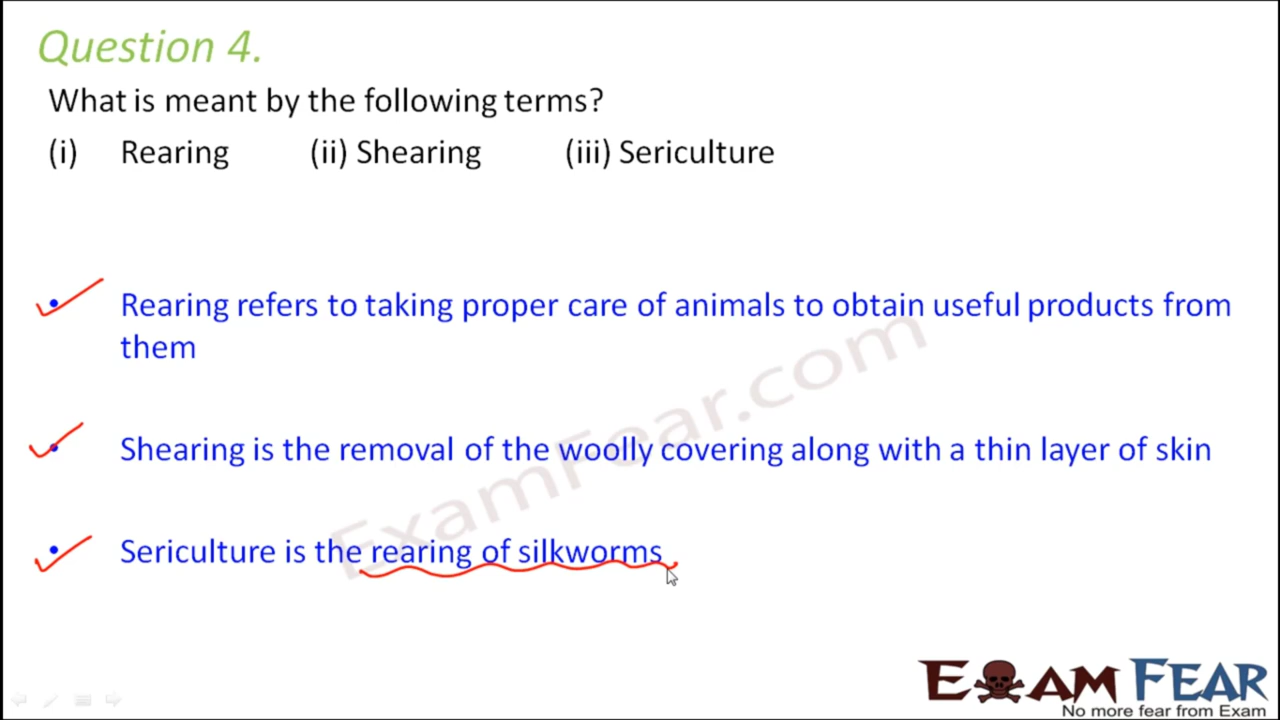 Question 4.
What is meant by the following terms?
(i) Rearing (ii) Shearing (iii) Sericulture
• Rearing refers to taking proper care of animals to obtain useful products from
them
• Shearing is the removal of the woolly covering along with a thin layer of skin
• Sericulture is the rearing of silkworms
ExamFear.com
EXAM FEAR
No more fear from Exam